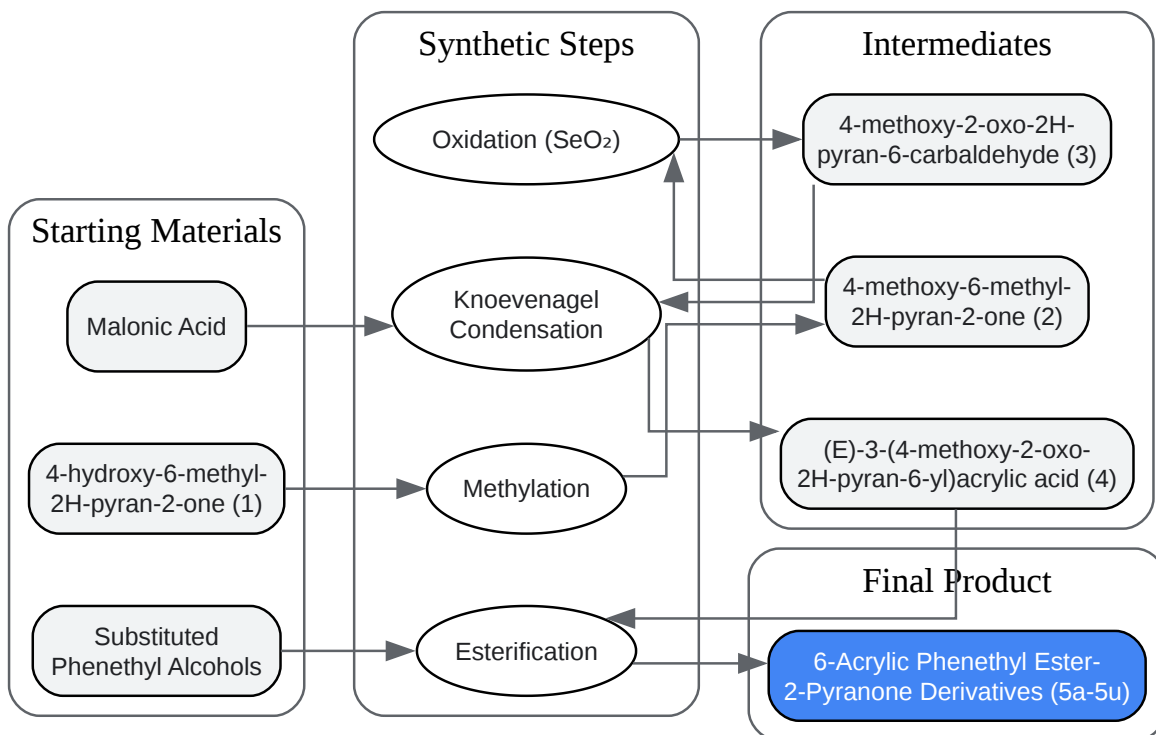 Starting Materials
Malonic Acid
4-hydroxy-6-methyl-
2H-pyran-2-one (1)
Substituted
Phenethyl Alcohols
Synthetic Steps
Oxidation (SeO₂)
Knoevenagel
Condensation
Methylation
Esterification
Intermediates
4-methoxy-2-oxo-2H-
pyran-6-carbaldehyde (3)
4-methoxy-6-methyl-
2H-pyran-2-one (2)
(E)-3-(4-methoxy-2-oxo-
2H-pyran-6-yl)acrylic acid (4)
Final Product
6-Acrylic Phenethyl Ester-
2-Pyranone Derivatives (5a-5u)